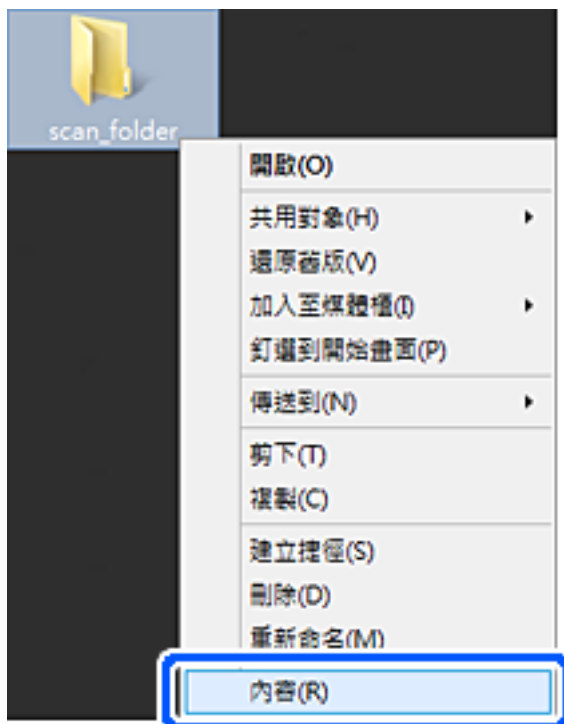 scan_folder
開啟(O)
共用對象(H)
還原舊版(V)
加入至媒體櫃(I)
釘選到開始畫面(P)
傳送到(N)
剪下(T)
複製(C)
建立捷徑(S)
刪除(D)
重新命名(M)
內容(R)